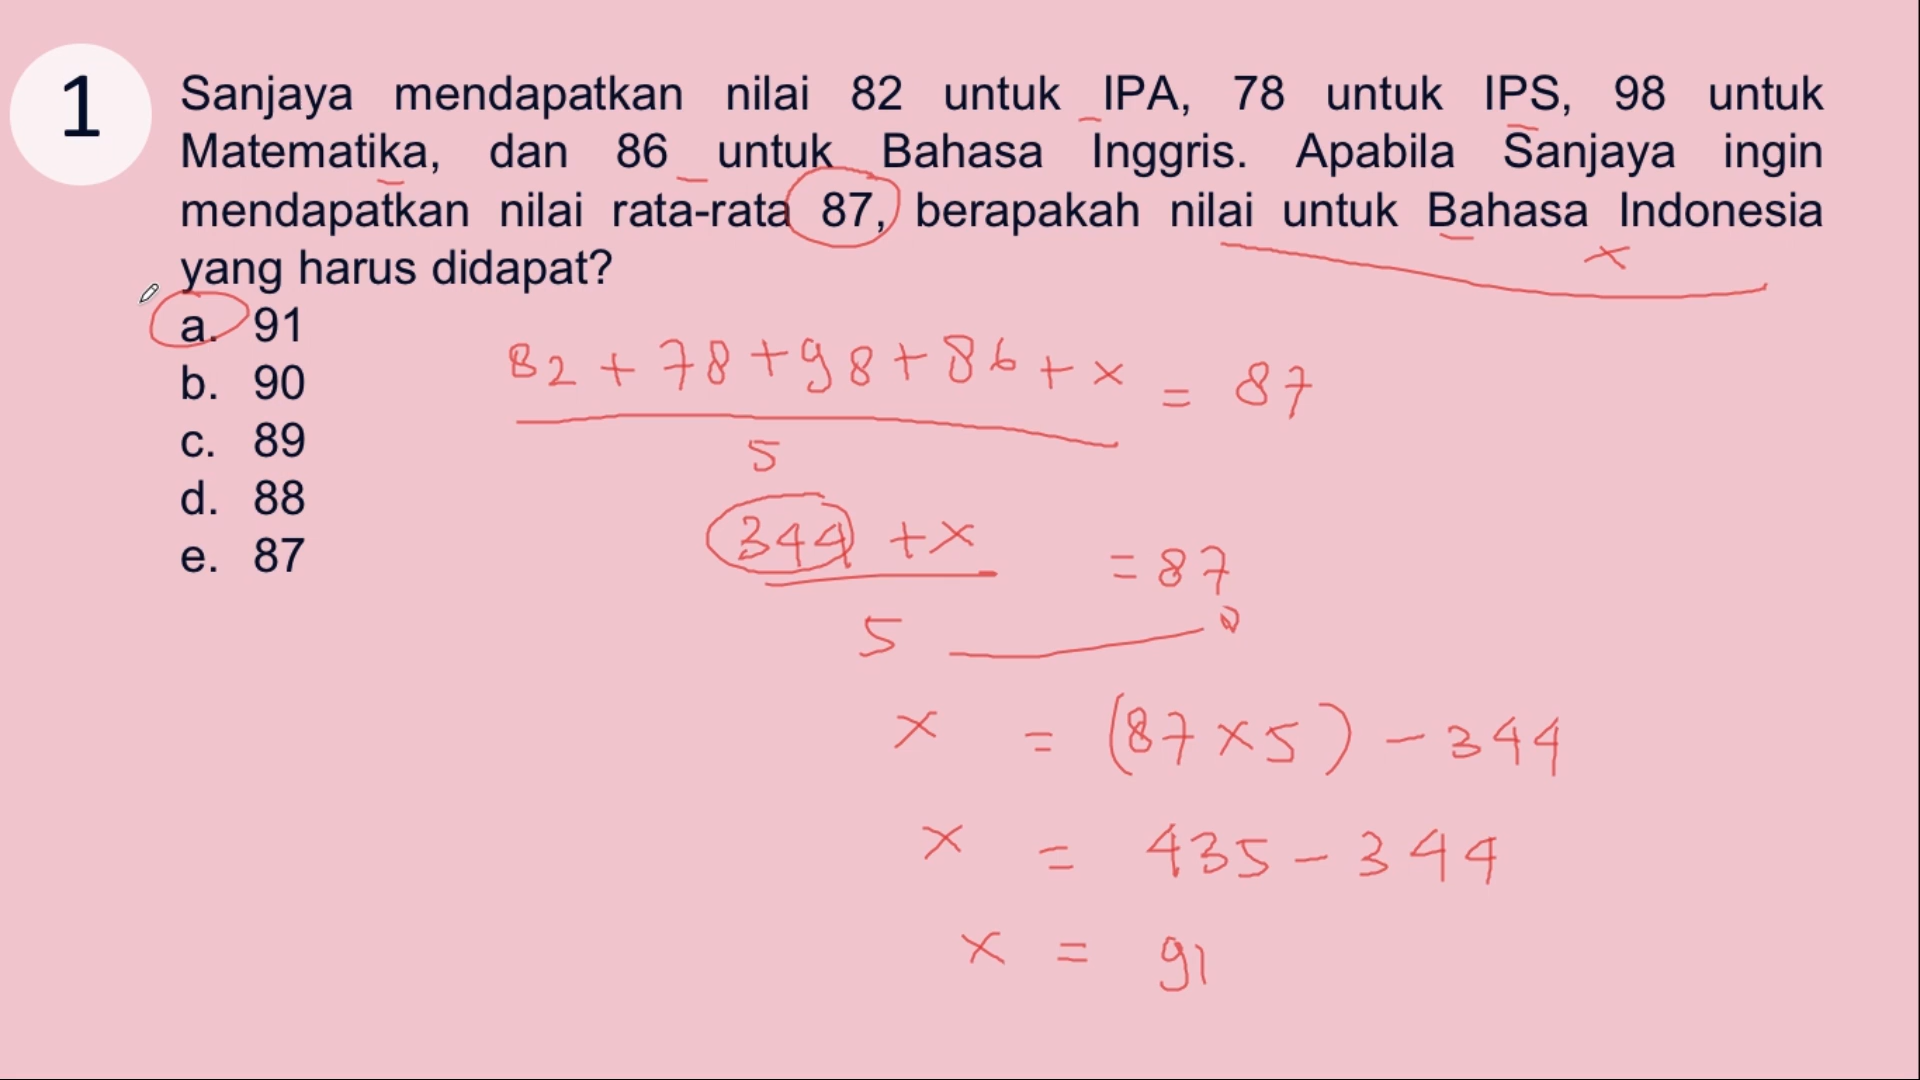 1
Sanjaya mendapatkan nilai 82 untuk IPA, 78 untuk IPS, 98 untuk
Matematika, dan 86 untuk Bahasa Inggris. Apabila Sanjaya ingin
mendapatkan nilai rata-rata 87, berapakah nilai untuk Bahasa Indonesia
x
yang harus didapat?
a. 91
b. 90
c. 89
d. 88
e. 87
82 + 78 + 98 + 86 + x = 87
5
344 + x = 87
5
x = (87 x 5) - 344
x = 435 - 344
x = 91